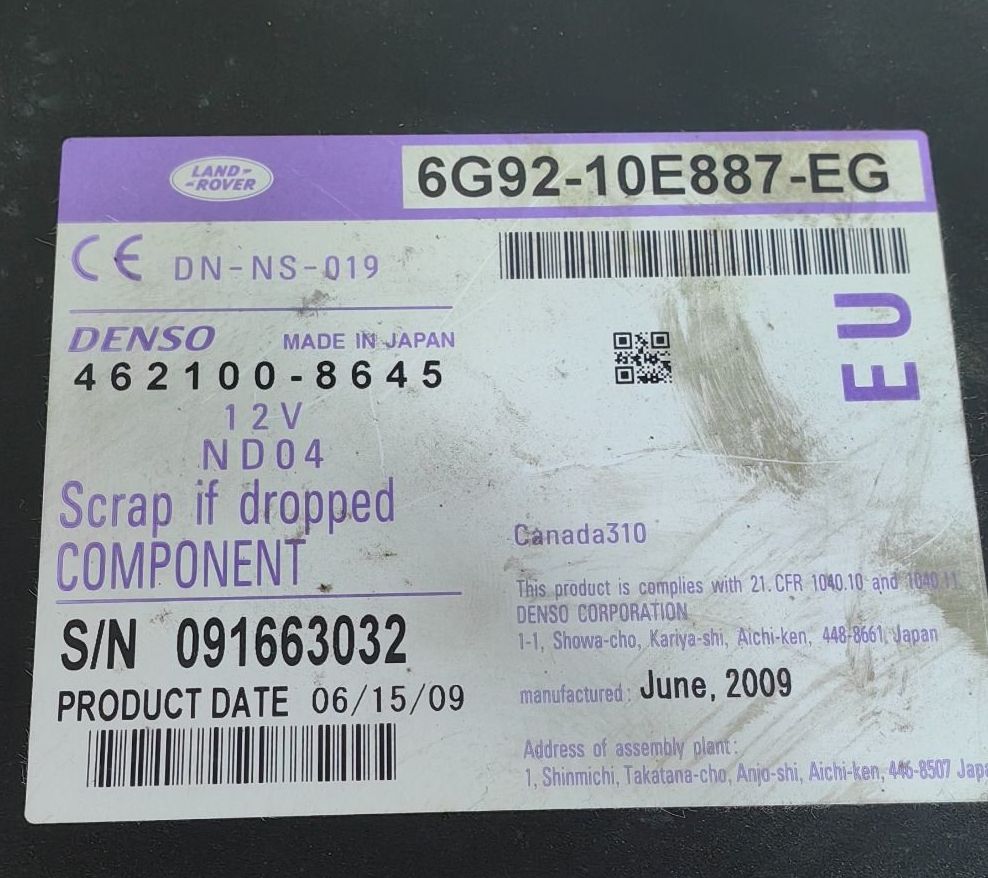 LAND-
-ROVER
6G92-10E887-EG
CE DN-NS-019
EU
DENSO MADE IN JAPAN
462100-8645
12V
ND04
Scrap if dropped
COMPONENT
S/N 091663032
PRODUCT DATE 06/15/09
Canada310
This product is complies with 21.CFR 1040.10 and 1040.11.
DENSO CORPORATION
1-1, Showa-cho, Kariya-shi, Aichi-ken, 448-8661, Japan
manufactured: June, 2009
Address of assembly plant:
1, Shinmichi, Takatana-cho, Anjo-shi, Aichi-ken, 446-8507 Japa